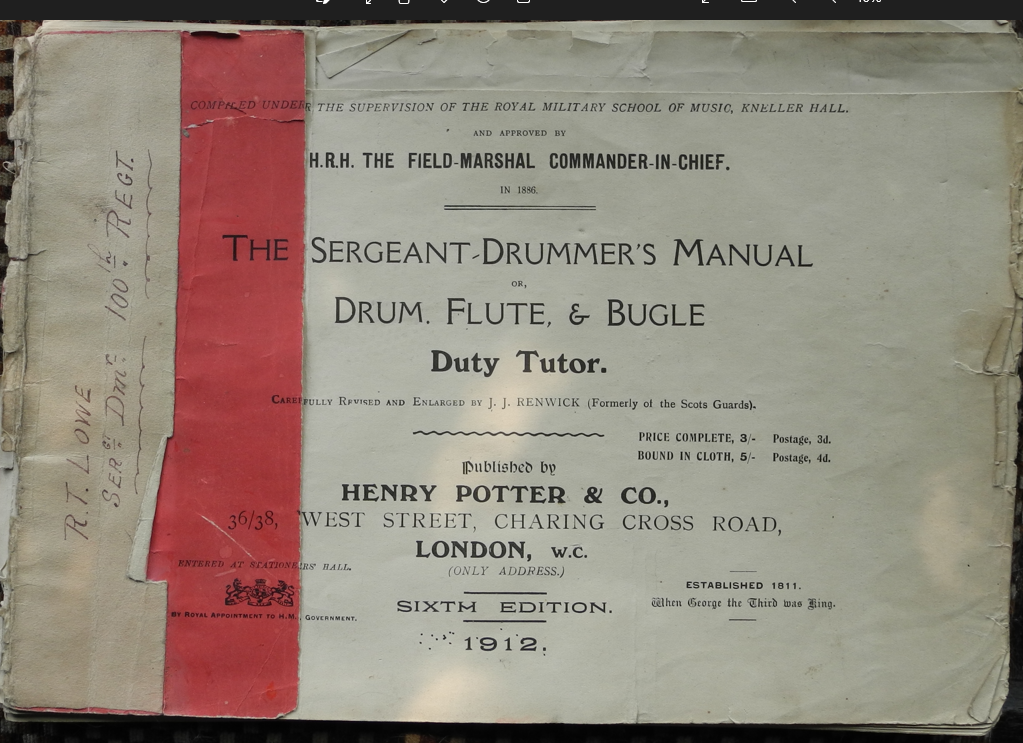 COMPILED UNDER THE SUPERVISION OF THE ROYAL MILITARY SCHOOL OF MUSIC, KNELLER HALL.
AND APPROVED BY
H.R.H. THE FIELD-MARSHAL COMMANDER-IN-CHIEF.
IN 1886.
THE SERGEANT-DRUMMER'S MANUAL
OR,
DRUM, FLUTE, & BUGLE
Duty Tutor.
CAREFULLY REVISED AND ENLARGED BY J. J. RENWICK (Formerly of the Scots Guards).
PRICE COMPLETE, 3/- Postage, 3d.
BOUND IN CLOTH, 5/- Postage, 4d.
Published by
HENRY POTTER & CO.,
36/38, WEST STREET, CHARING CROSS ROAD,
LONDON, W.C.
(ONLY ADDRESS.)
ENTERED AT STATIONERS' HALL.
BY ROYAL APPOINTMENT TO H.M. GOVERNMENT.
SIXTH EDITION.
1912.
ESTABLISHED 1811.
When George the Third was King.
R.T. LOWE
SERGT DMR 100th REGT.